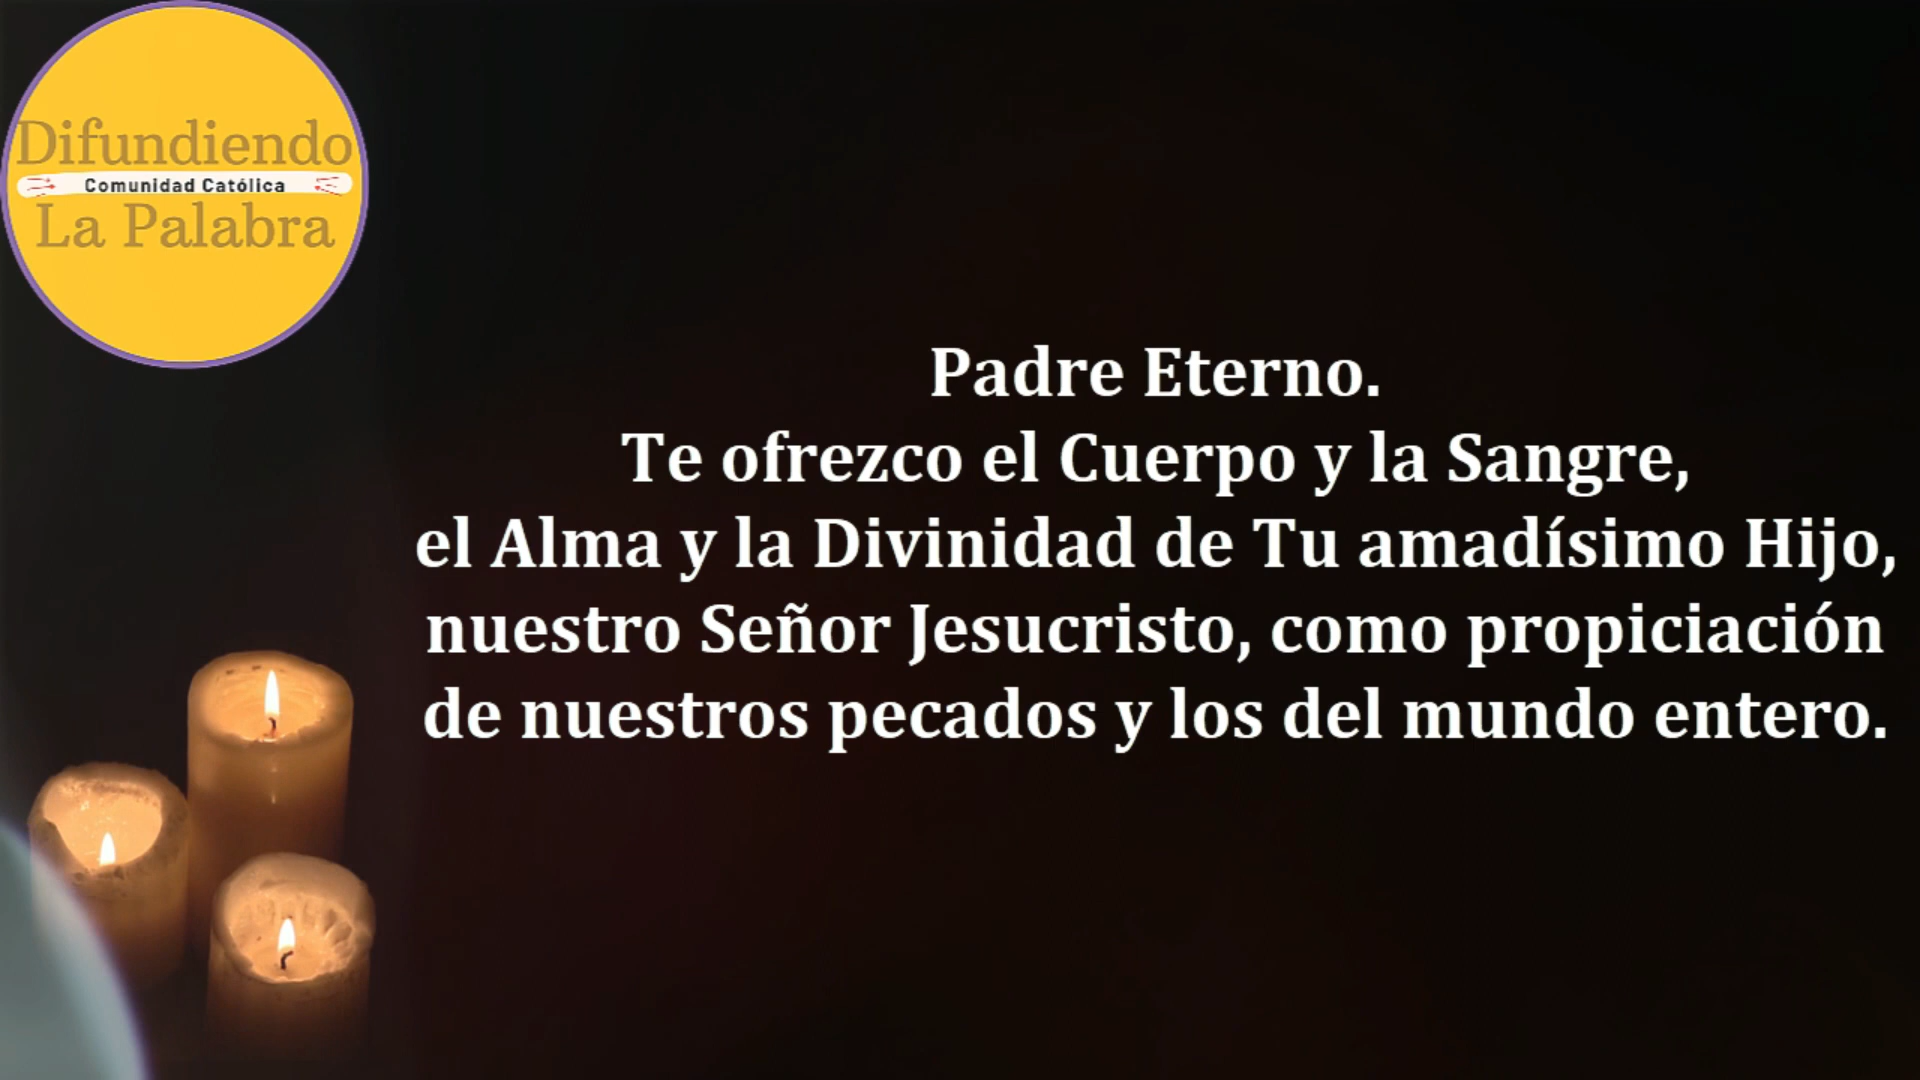 Difundiendo
Comunidad Católica
La Palabra
Padre Eterno.
Te ofrezco el Cuerpo y la Sangre,
el Alma y la Divinidad de Tu amadísimo Hijo,
nuestro Señor Jesucristo, como propiciación
de nuestros pecados y los del mundo entero.